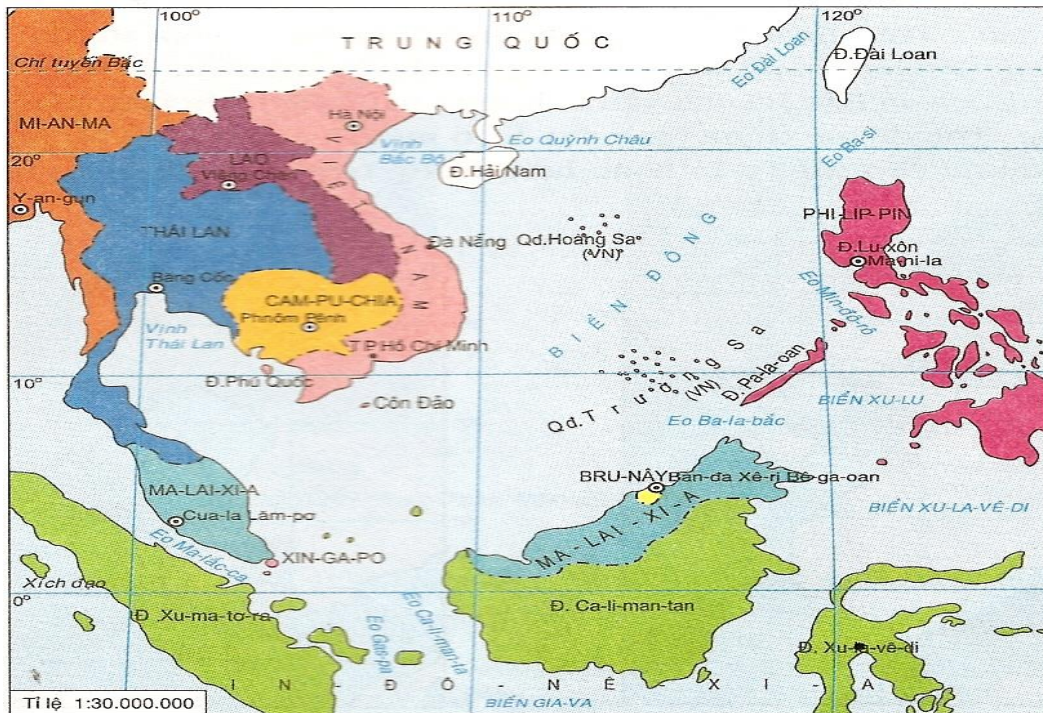 100°
110°
120°
TRUNG QUỐC
Chí tuyến Bắc
Eo Đài Loan
Đ.Đài Loan
MI-AN-MA
Hà Nội
Vịnh
Bắc Bộ
Eo Quỳnh Châu
Eo Ba-si
20°
LAO
Viêng Chăn
Đ.Hải Nam
VIỆT NAM
Y-an-gun
THÁI LAN
PHI-LIP-PIN
Đà Nẵng
Qd.Hoàng Sa
(VN)
BIỂN ĐÔNG
Đ.Lu-xôn
Ma-ni-la
Băng Cốc
Eo Min-đô-rô
CAM-PU-CHIA
Phnôm Pênh
Vịnh
Thái Lan
T.P.Hồ Chí Minh
10°
Đ.Phú Quốc
Côn Đảo
Qd.Trường Sa
(VN)
Đ.Pa-la-oan
BIỂN XU-LU
Eo Ba-la-bắc
BRU-NÂY
Ban-đa Xê-ri Bê-ga-oan
MA-LAI-XI-A
Cua-la Lăm-pơ
MA-LAI-XI-A
BIỂN XU-LA-VÊ-DI
Eo Ma-lắc-ca
XIN-GA-PO
Xích đạo
0°
Đ.Xu-ma-tơ-ra
Eo Gas-pa
Eo Ca-li-man-ta
Đ. Ca-li-man-tan
Đ. Xu-la-vê-di
IN-ĐÔ-NÊ-XI-A
BIỂN GIA-VA
Tỉ lệ 1:30.000.000